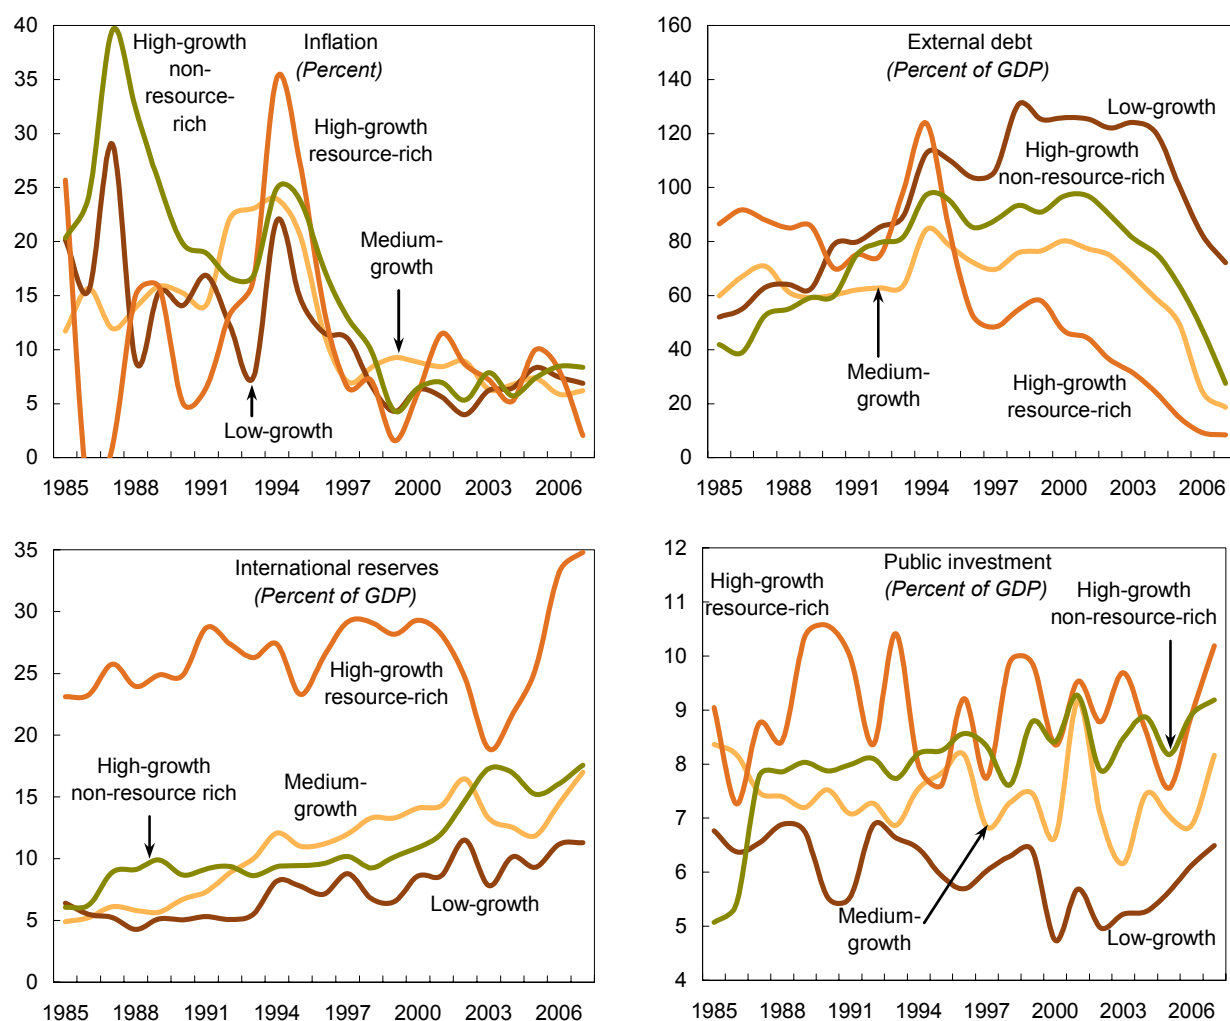 Inflation
(Percent)
40
35
30
25
20
15
10
5
0
High-growth
non-
resource-
rich
High-growth
resource-rich
Medium-
growth
Low-growth
1985 1988 1991 1994 1997 2000 2003 2006
External debt
(Percent of GDP)
160
140
120
100
80
60
40
20
0
Low-growth
High-growth
non-resource-rich
Medium-
growth
High-growth
resource-rich
1985 1988 1991 1994 1997 2000 2003 2006
International reserves
(Percent of GDP)
35
30
25
20
15
10
5
0
High-growth
resource-rich
High-growth
non-resource rich
Medium-
growth
Low-growth
1985 1988 1991 1994 1997 2000 2003 2006
Public investment
(Percent of GDP)
12
11
10
9
8
7
6
5
4
High-growth
resource-rich
High-growth
non-resource-rich
Medium-
growth
Low-growth
1985 1988 1991 1994 1997 2000 2003 2006